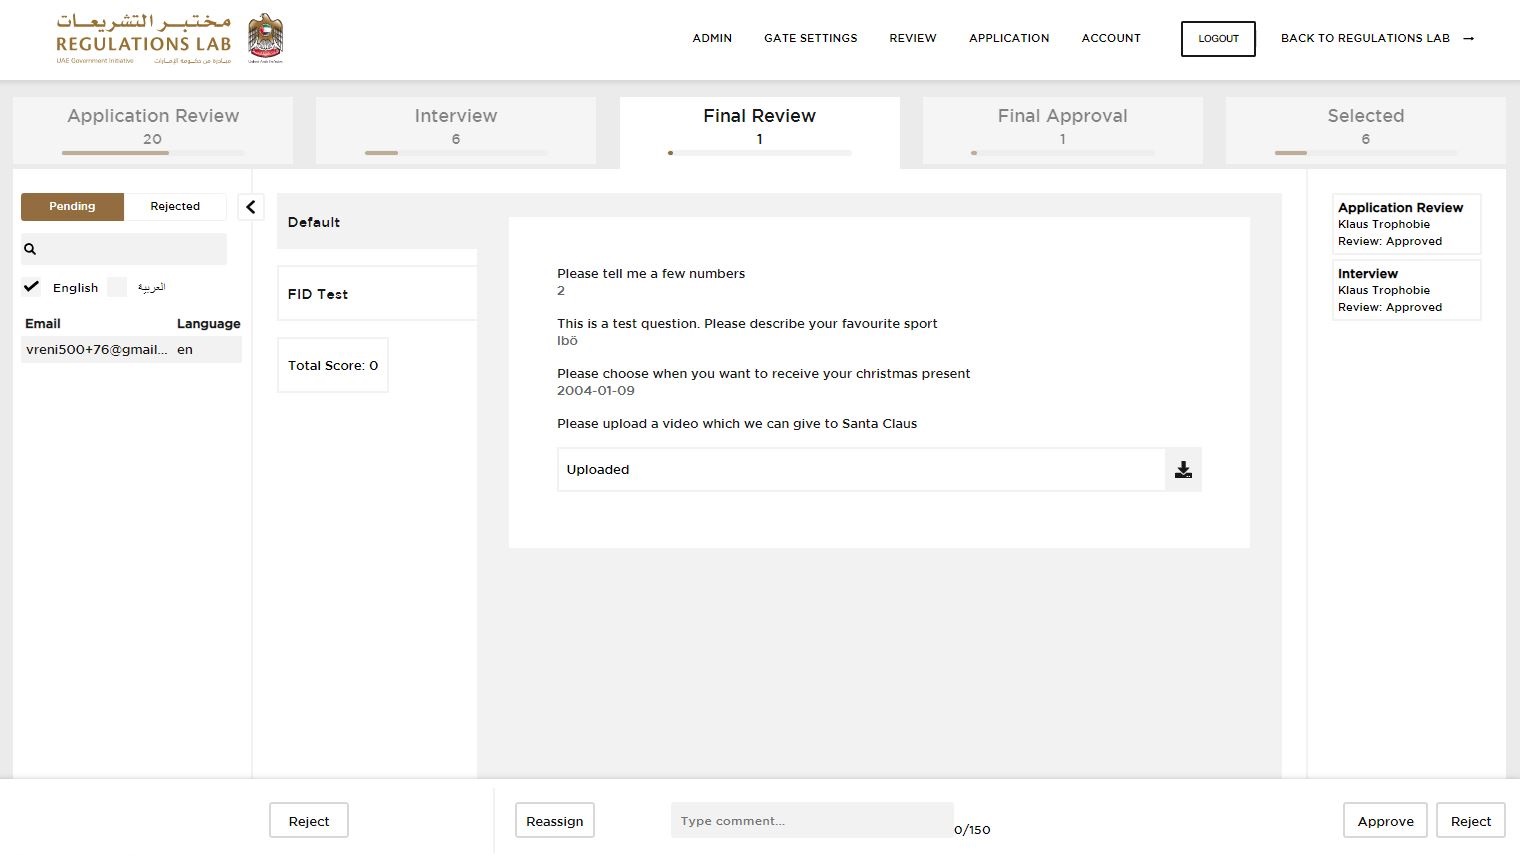 مختبر التشريعات
REGULATIONS LAB
UAE Government Initiative مبادرة من حكومة الإمارات
ADMIN
GATE SETTINGS
REVIEW
APPLICATION
ACCOUNT
LOGOUT
BACK TO REGULATIONS LAB →
Application Review
20
Interview
6
Final Review
1
Final Approval
1
Selected
6
Pending
Rejected
English
العربية
Email Language
vreni500+76@gmail... en
Default
FID Test
Total Score: 0
Please tell me a few numbers
2
This is a test question. Please describe your favourite sport
Ibö
Please choose when you want to receive your christmas present
2004-01-09
Please upload a video which we can give to Santa Claus
Uploaded
Application Review
Klaus Trophobie
Review: Approved
Interview
Klaus Trophobie
Review: Approved
Reject
Reassign
Type comment...
0/150
Approve
Reject